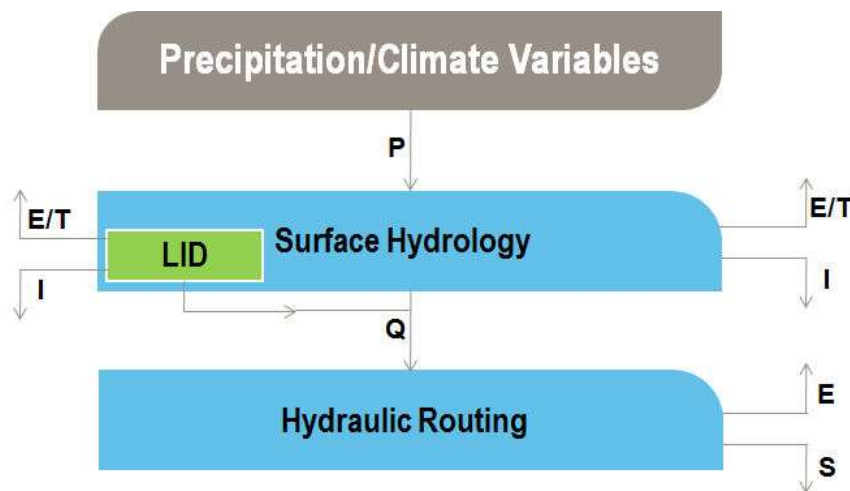 Precipitation/Climate Variables
P
E/T
E/T
LID
Surface Hydrology
I
I
Q
Hydraulic Routing
E
S